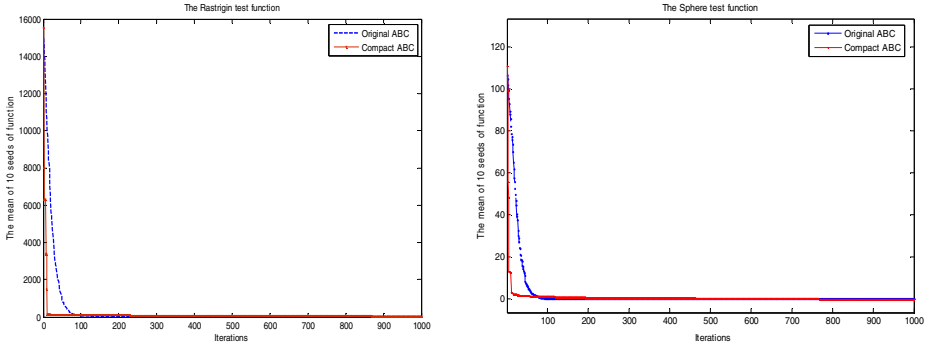 The Rastrigin test function
16000
14000
12000
10000
8000
6000
4000
2000
0
The mean of 10 seeds of function
Original ABC
Compact ABC
0 100 200 300 400 500 600 700 800 900 1000
Iterations
The Sphere test function
120
100
80
60
40
20
0
The mean of 10 seeds of function
Original ABC
Compact ABC
100 200 300 400 500 600 700 800 900 1000
Iterations